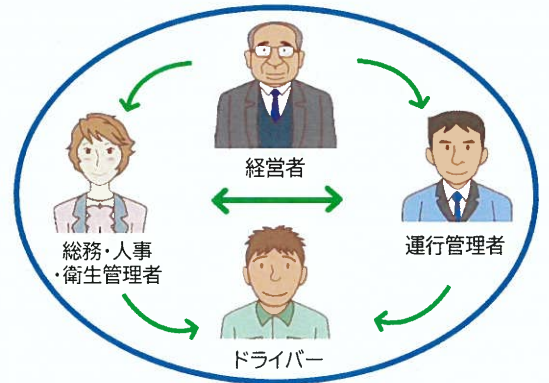 経営者
総務・人事
・衛生管理者
運行管理者
ドライバー